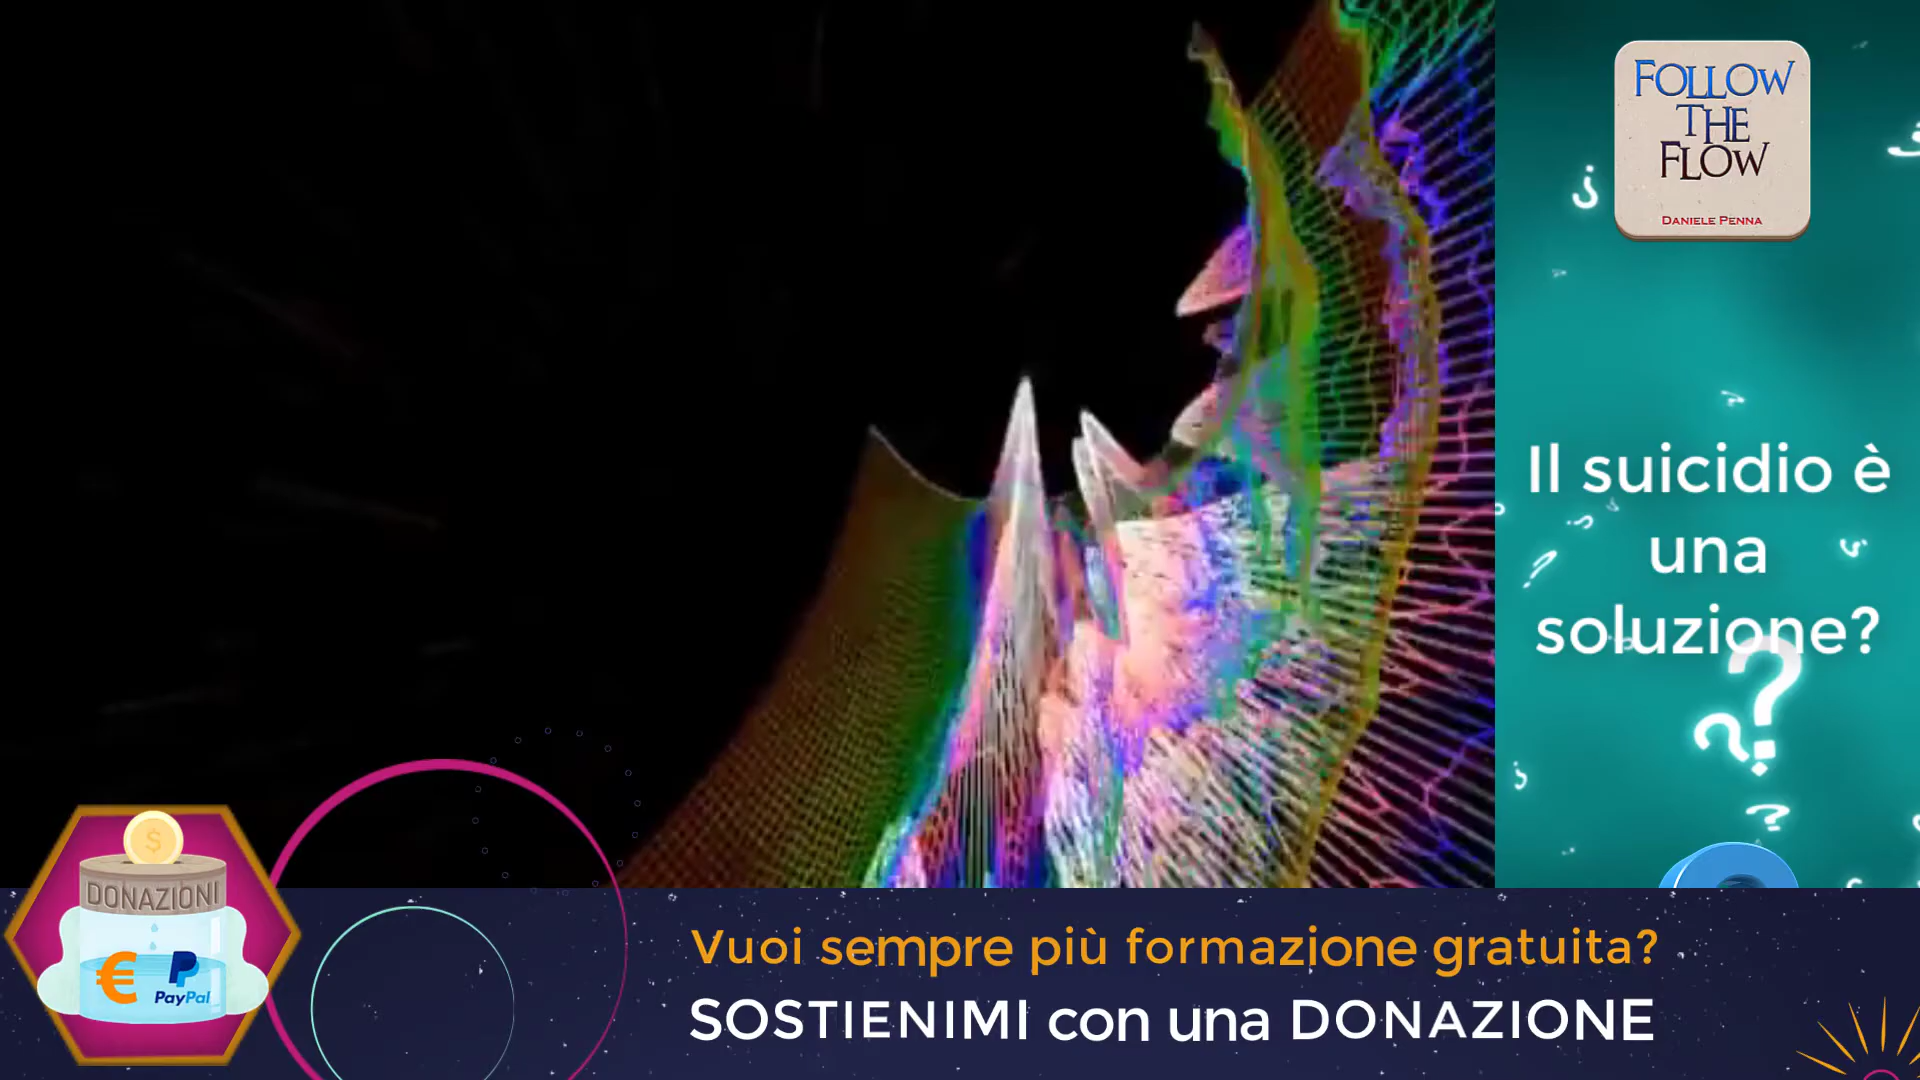 FOLLOW
THE
FLOW
DANIELE PENNA
Il suicidio è
una
soluzione?
DONAZIONI
€ PayPal
$
Vuoi sempre più formazione gratuita?
SOSTIENIMI con una DONAZIONE